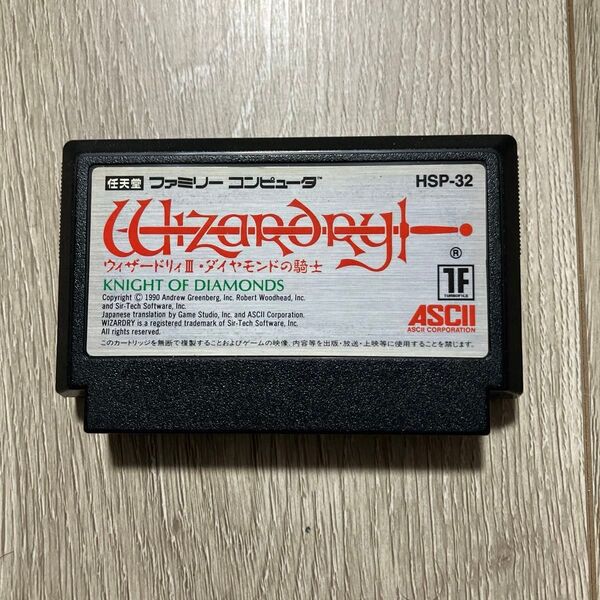 任天堂 ファミリー コンピュータ™ HSP-32
Wizardry
®
ウィザードリィⅢ・ダイヤモンドの騎士
KNIGHT OF DIAMONDS
Copyright © 1990 Andrew Greenberg, Inc. Robert Woodhead, Inc.
and Sir-Tech Software, Inc.
Japanese translation by Game Studio, Inc. and ASCII Corporation.
WIZARDRY is a registered trademark of Sir-Tech Software, Inc.
All rights reserved.
TF
TURBOFILE
ASCII
ASCII CORPORATION
このカートリッジを無断で複製することおよびゲームの映像、内容等を出版・放送・上映等に使用することを禁じます。